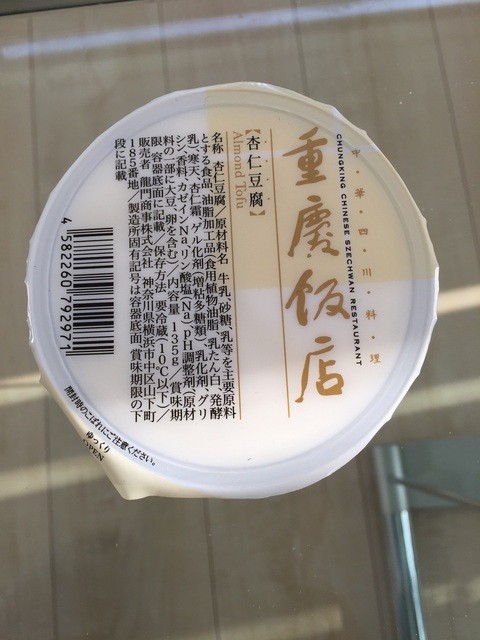 中・華・四・川・料・理
CHUNGKING CHINESE SZECHWAN RESTAURANT
重慶飯店
【杏仁豆腐】
Almond Tofu
名称 杏仁豆腐／原材料名 牛乳、砂糖、乳等を主要原料
とする食品、油脂加工品(食用植物油脂、乳たん白、発酵
乳)、寒天、杏仁霜、ゲル化剤(増粘多糖類)、乳化剤、グリ
シン、香料、カゼインNa、リン酸塩(Na)、pH調整剤、(原材
料の一部に大豆、卵を含む)／内容量 135g／賞味期
限 容器底面に記載／保存方法 要冷蔵(10℃以下)／
販売者 龍門商事株式会社 神奈川県横浜市中区山下町
185番地／製造所固有記号は容器底面、賞味期限の下
段に記載
4582260792971
開封時のこぼれにご注意ください。
ゆっくり
OPEN